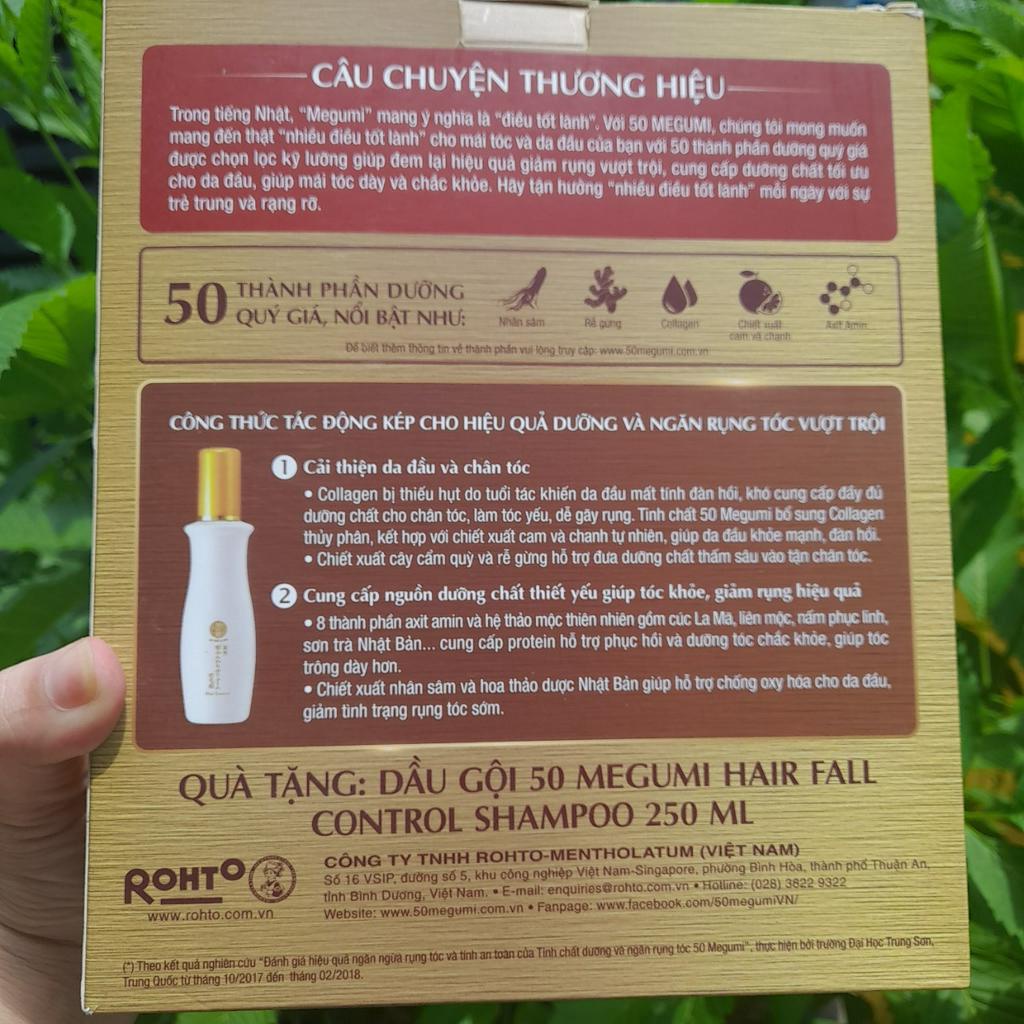 CÂU CHUYỆN THƯƠNG HIỆU
Trong tiếng Nhật, “Megumi” mang ý nghĩa là “điều tốt lành”. Với 50 MEGUMI, chúng tôi mong muốn
mang đến thật “nhiều điều tốt lành” cho mái tóc và da đầu của bạn với 50 thành phần dưỡng quý giá
được chọn lọc kỹ lưỡng giúp đem lại hiệu quả giảm rụng vượt trội, cung cấp dưỡng chất tối ưu
cho da đầu, giúp mái tóc dày và chắc khỏe. Hãy tận hưởng “nhiều điều tốt lành” mỗi ngày với sự
trẻ trung và rạng rỡ.
50 THÀNH PHẦN DƯỠNG
QUÝ GIÁ, NỔI BẬT NHƯ:
Nhân sâm
Rễ gừng
Collagen
Chiết xuất
cam và chanh
Axit Amin
Để biết thêm thông tin về thành phần vui lòng truy cập: www.50megumi.com.vn
CÔNG THỨC TÁC ĐỘNG KÉP CHO HIỆU QUẢ DƯỠNG VÀ NGĂN RỤNG TÓC VƯỢT TRỘI
1 Cải thiện da đầu và chân tóc
• Collagen bị thiếu hụt do tuổi tác khiến da đầu mất tính đàn hồi, khó cung cấp đầy đủ
dưỡng chất cho chân tóc, làm tóc yếu, dễ gãy rụng. Tinh chất 50 Megumi bổ sung Collagen
thủy phân, kết hợp với chiết xuất cam và chanh tự nhiên, giúp da đầu khỏe mạnh, đàn hồi.
• Chiết xuất cây cẩm quỳ và rễ gừng hỗ trợ đưa dưỡng chất thấm sâu vào tận chân tóc.
2 Cung cấp nguồn dưỡng chất thiết yếu giúp tóc khỏe, giảm rụng hiệu quả
• 8 thành phần axit amin và hệ thảo mộc thiên nhiên gồm cúc La Mã, liên mộc, nấm phục linh,
sơn trà Nhật Bản... cung cấp protein hỗ trợ phục hồi và dưỡng tóc chắc khỏe, giúp tóc
trông dày hơn.
• Chiết xuất nhân sâm và hoa thảo dược Nhật Bản giúp hỗ trợ chống oxy hóa cho da đầu,
giảm tình trạng rụng tóc sớm.
QUÀ TẶNG: DẦU GỘI 50 MEGUMI HAIR FALL
CONTROL SHAMPOO 250 ML
ROHTO
www.rohto.com.vn
CÔNG TY TNHH ROHTO-MENTHOLATUM (VIỆT NAM)
Số 16 VSIP, đường số 5, khu công nghiệp Việt Nam-Singapore, phường Bình Hòa, thành phố Thuận An,
tỉnh Bình Dương, Việt Nam. • E-mail: enquiries@rohto.com.vn • Hotline: (028) 3822 9322
Website: www.50megumi.com.vn • Fanpage: www.facebook.com/50megumiVN/
(*) Theo kết quả nghiên cứu “Đánh giá hiệu quả ngăn ngừa rụng tóc và tính an toàn của Tinh chất dưỡng và ngăn rụng tóc 50 Megumi”, thực hiện bởi trường Đại Học Trung Sơn,
Trung Quốc từ tháng 10/2017 đến tháng 02/2018.